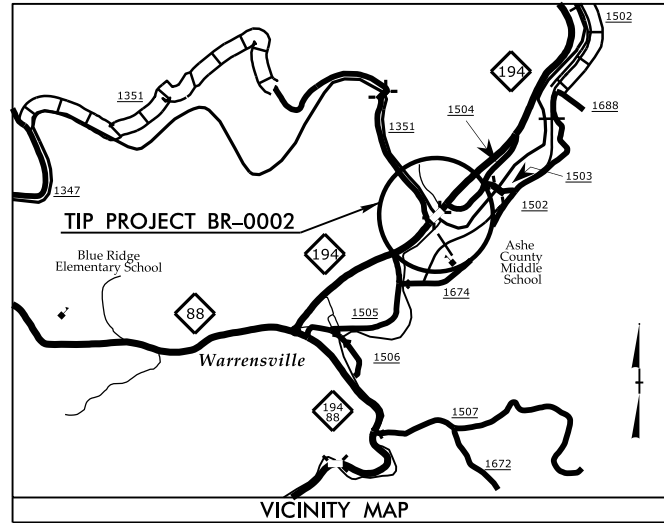 1502
194
1351
1688
1504
1351
1503
1347
1502
TIP PROJECT BR–0002
194
Blue Ridge
Elementary School
Ashe
County
Middle
School
1674
88
1505
Warrensville
1506
194
88
1507
1672
VICINITY MAP